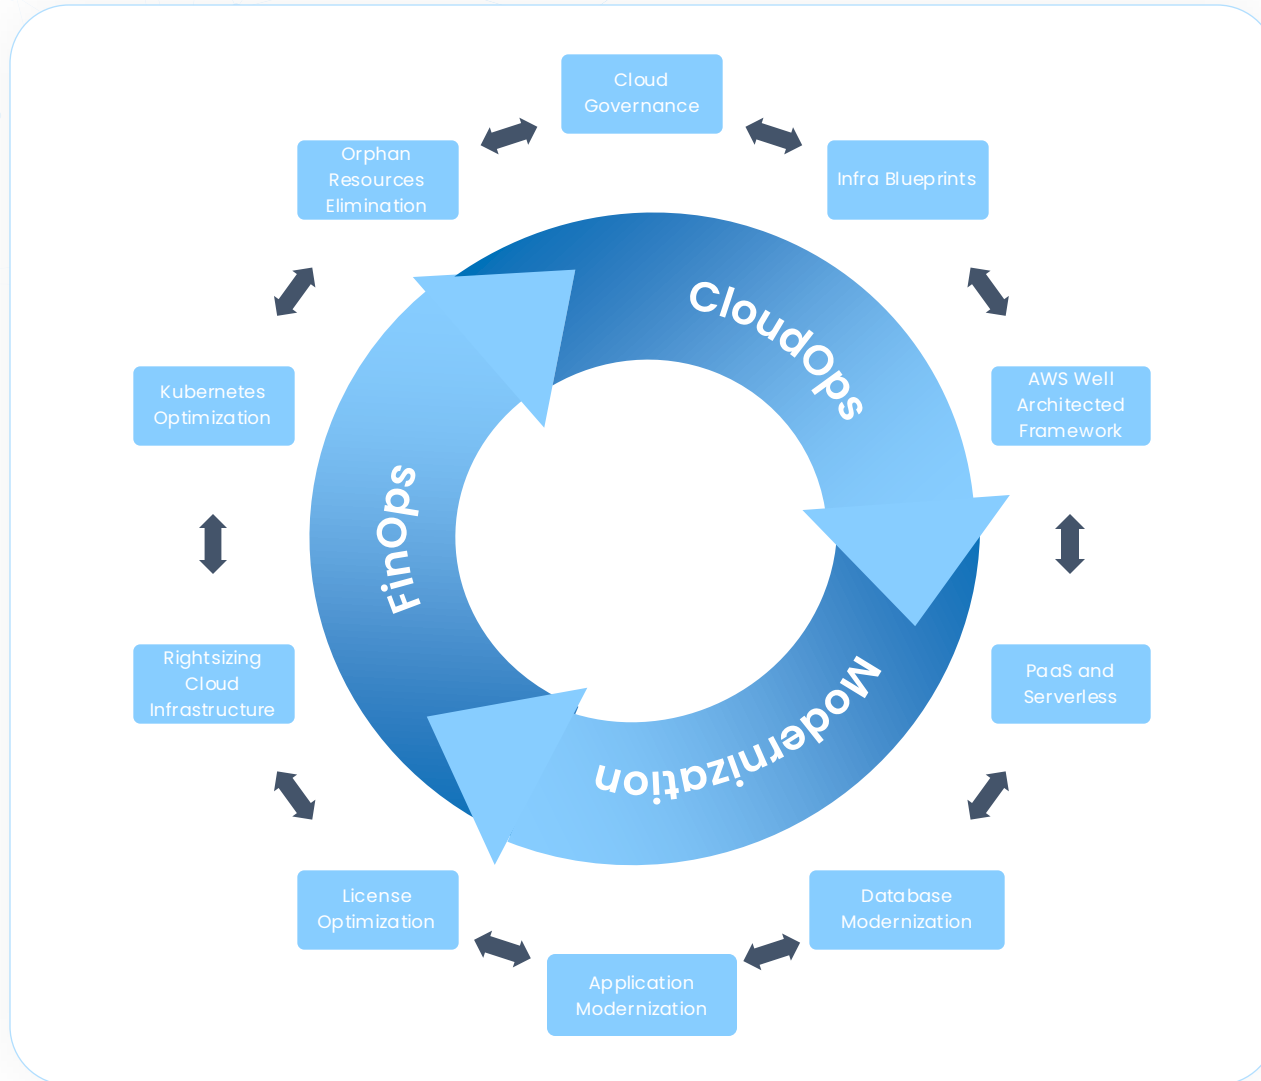 Cloud
Governance
Orphan
Resources
Elimination
Infra Blueprints
CloudOps
Kubernetes
Optimization
AWS Well
Architected
Framework
FinOps
Rightsizing
Cloud
Infrastructure
PaaS and
Serverless
Modernization
License
Optimization
Database
Modernization
Application
Modernization